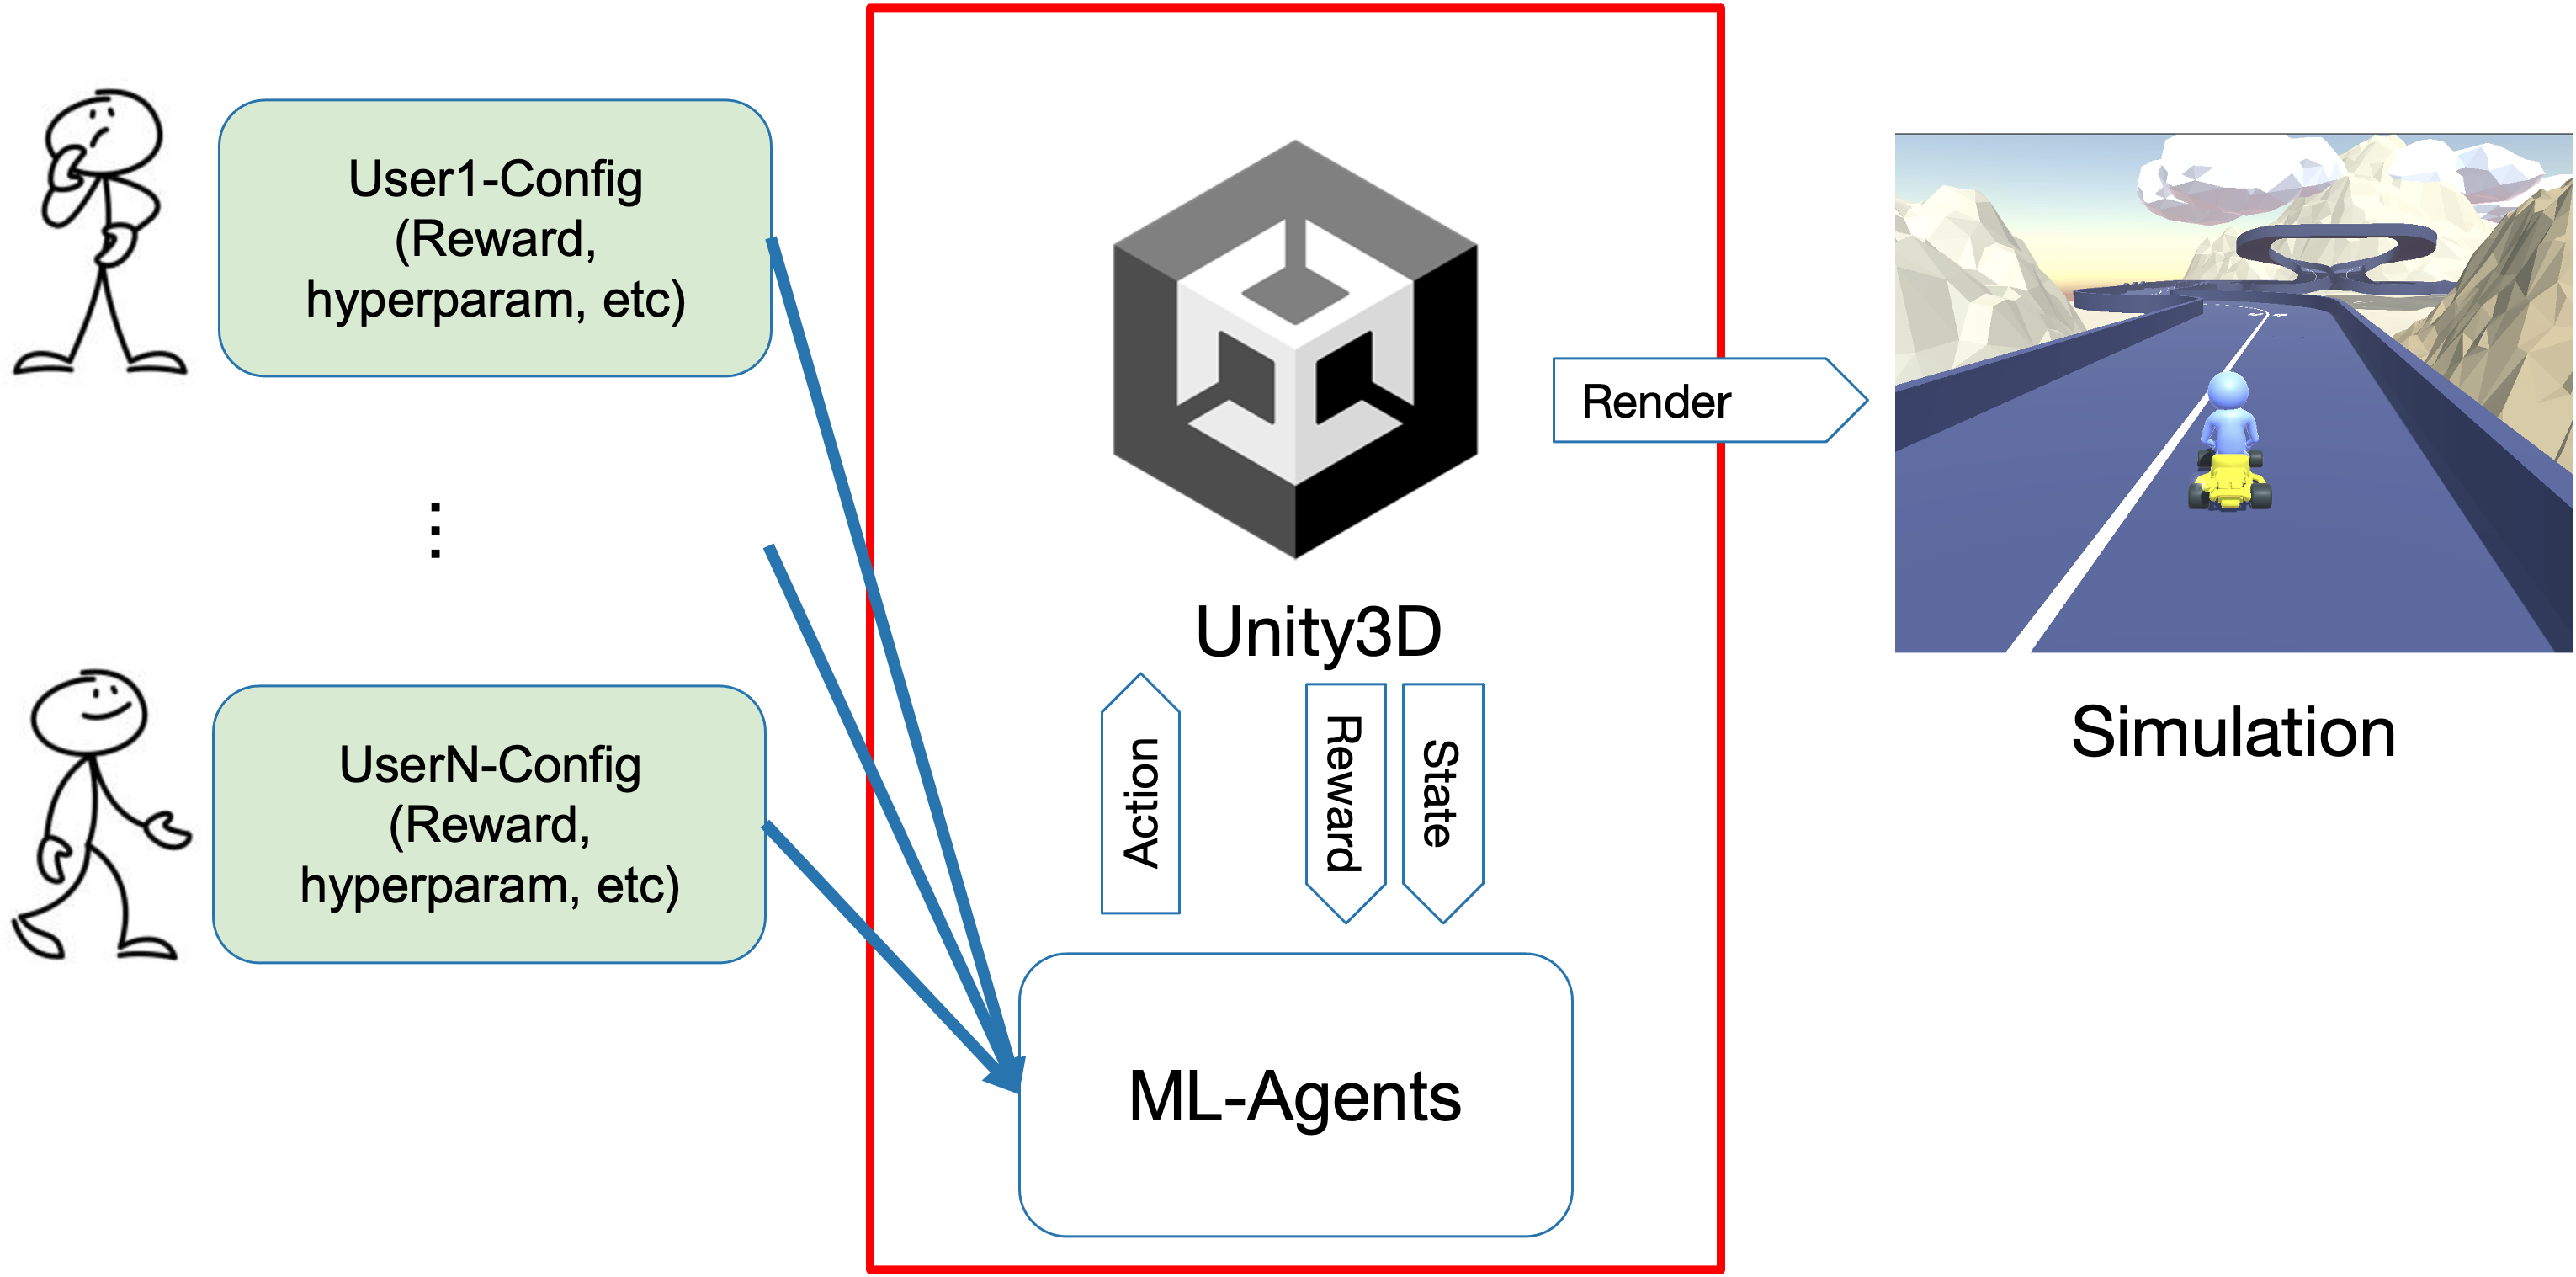 User1-Config
(Reward,
hyperparam, etc)
⋮
UserN-Config
(Reward,
hyperparam, etc)
Unity3D
Action
Reward
State
ML-Agents
Render
Simulation